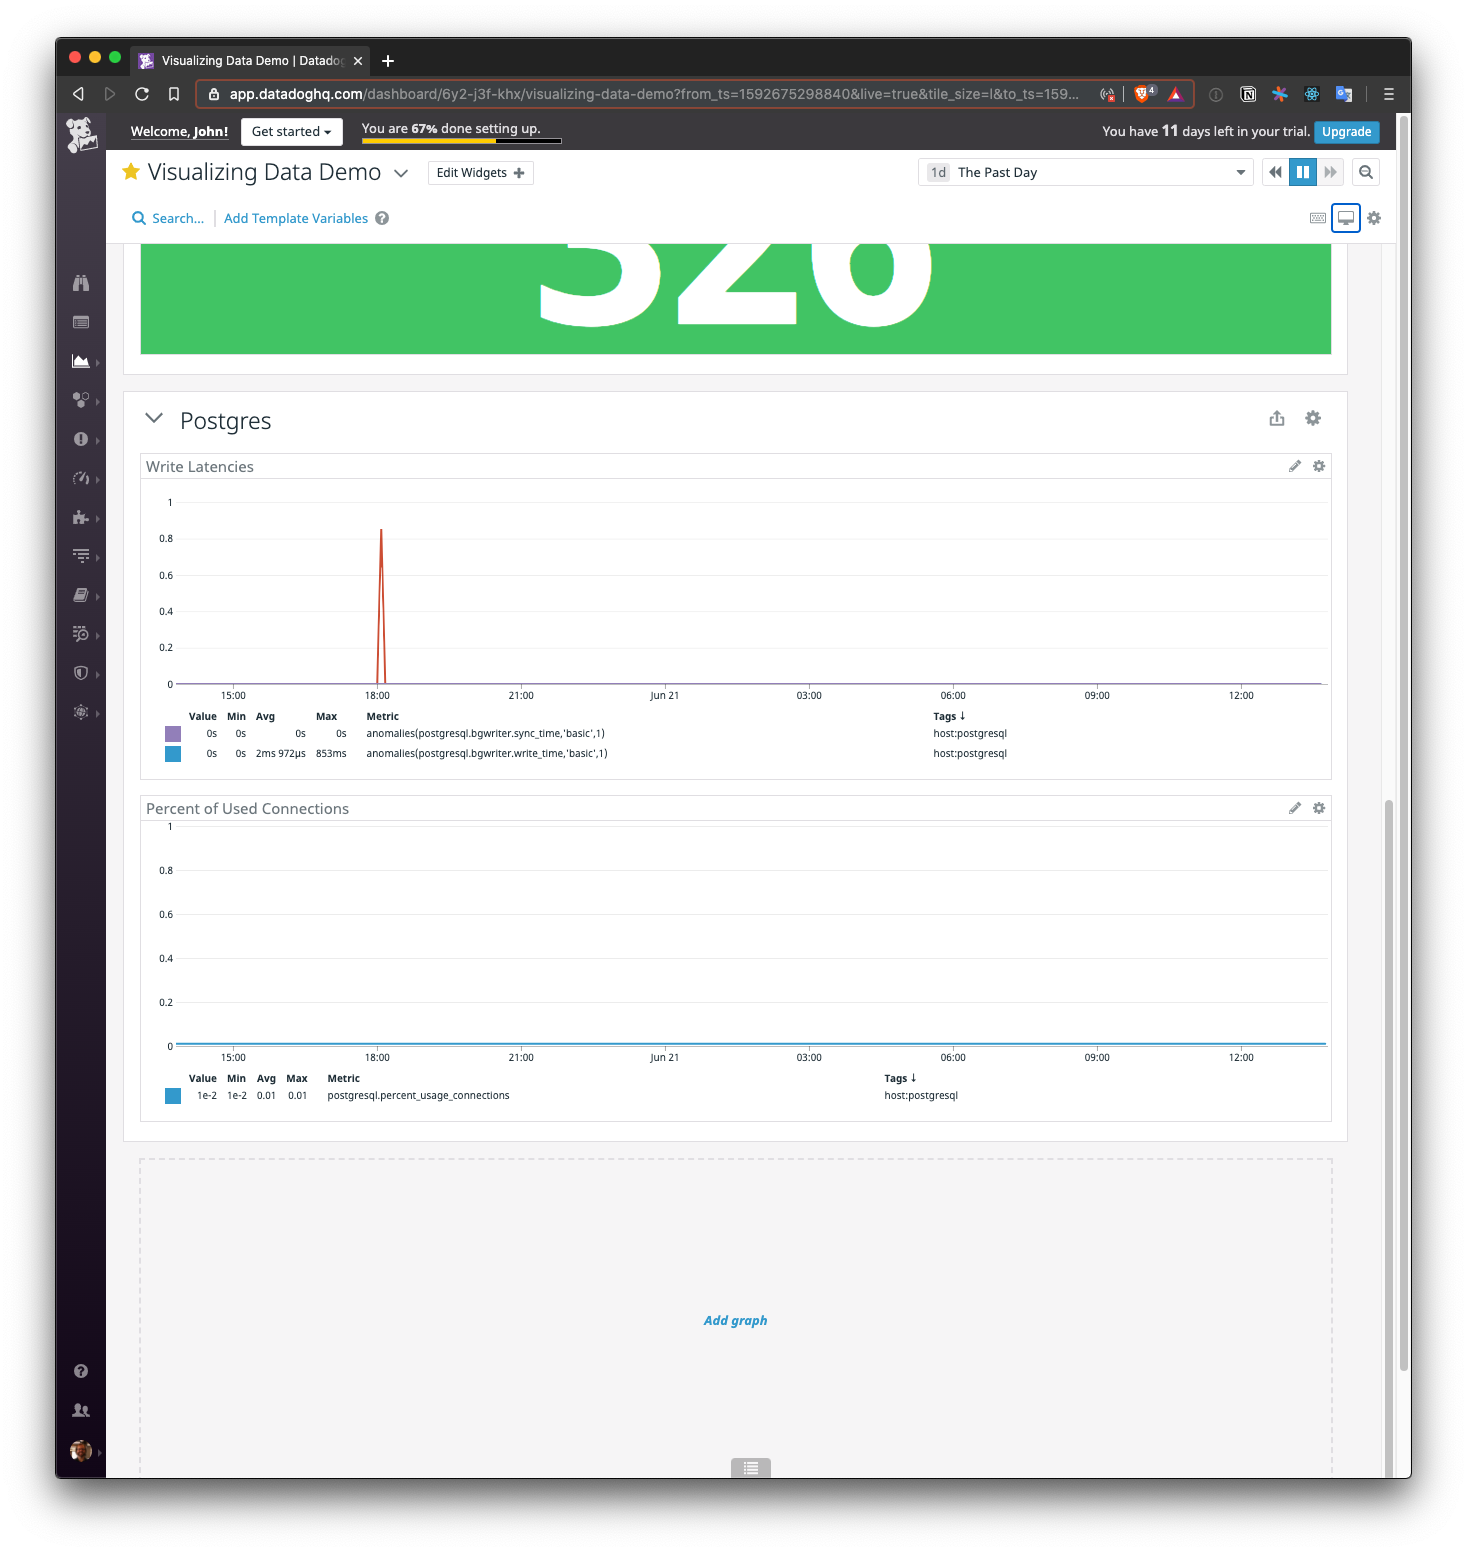 Visualizing Data Demo | Datadog
app.datadoghq.com/dashboard/6y2-j3f-khx/visualizing-data-demo?from_ts=1592675298840&live=true&tile_size=l&to_ts=159...
4
Welcome, John!
Get started
You are 67% done setting up.
You have 11 days left in your trial.
Upgrade
Visualizing Data Demo
Edit Widgets
1d The Past Day
Search...
Add Template Variables
326
Postgres
Write Latencies
1
0.8
0.6
0.4
0.2
0
15:00 18:00 21:00 Jun 21 03:00 06:00 09:00 12:00
Value Min Avg Max Metric Tags ↓
0s 0s 0s 0s anomalies(postgresql.bgwriter.sync_time,'basic',1) host:postgresql
0s 0s 2ms 972µs 853ms anomalies(postgresql.bgwriter.write_time,'basic',1) host:postgresql
Percent of Used Connections
1
0.8
0.6
0.4
0.2
0
15:00 18:00 21:00 Jun 21 03:00 06:00 09:00 12:00
Value Min Avg Max Metric Tags ↓
1e-2 1e-2 0.01 0.01 postgresql.percent_usage_connections host:postgresql
Add graph